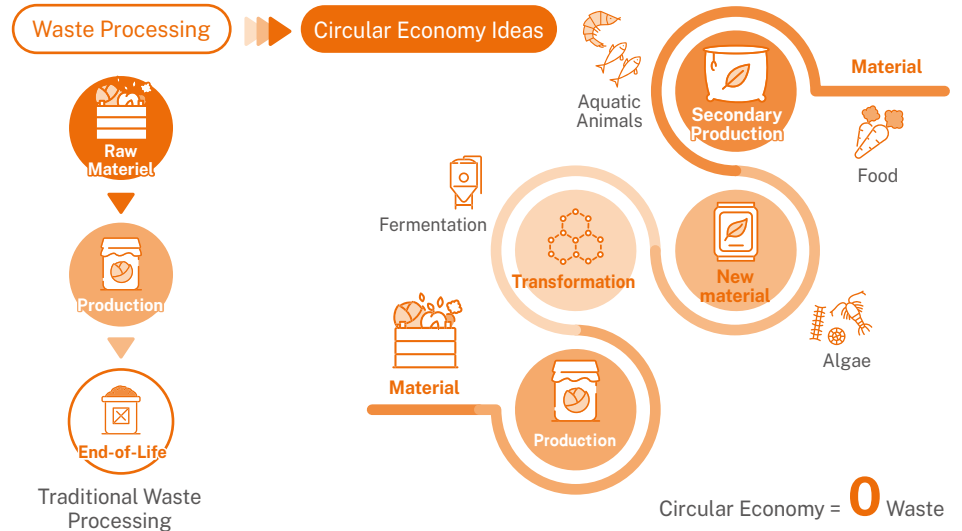 Waste Processing
Circular Economy Ideas
Raw
Materiel
Production
End-of-Life
Traditional Waste
Processing
Material
Production
Fermentation
Transformation
New
material
Algae
Aquatic
Animals
Secondary
Production
Material
Food
Circular Economy = 0 Waste